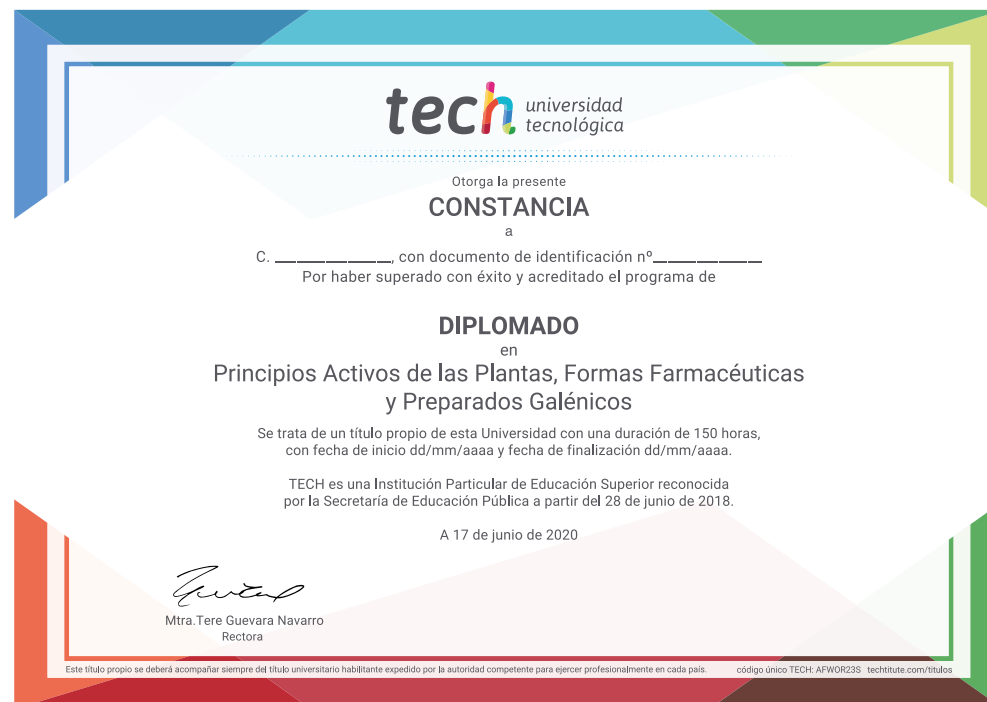 tech universidad
tecnológica
Otorga la presente
CONSTANCIA
a
C. ______________, con documento de identificación nº_____________
Por haber superado con éxito y acreditado el programa de
DIPLOMADO
en
Principios Activos de las Plantas, Formas Farmacéuticas
y Preparados Galénicos
Se trata de un título propio de esta Universidad con una duración de 150 horas,
con fecha de inicio dd/mm/aaaa y fecha de finalización dd/mm/aaaa.
TECH es una Institución Particular de Educación Superior reconocida
por la Secretaría de Educación Pública a partir del 28 de junio de 2018.
A 17 de junio de 2020
Mtra.Tere Guevara Navarro
Rectora
Este título propio se deberá acompañar siempre del título universitario habilitante expedido por la autoridad competente para ejercer profesionalmente en cada país. código único TECH: AFWOR23S techtitute.com/titulos